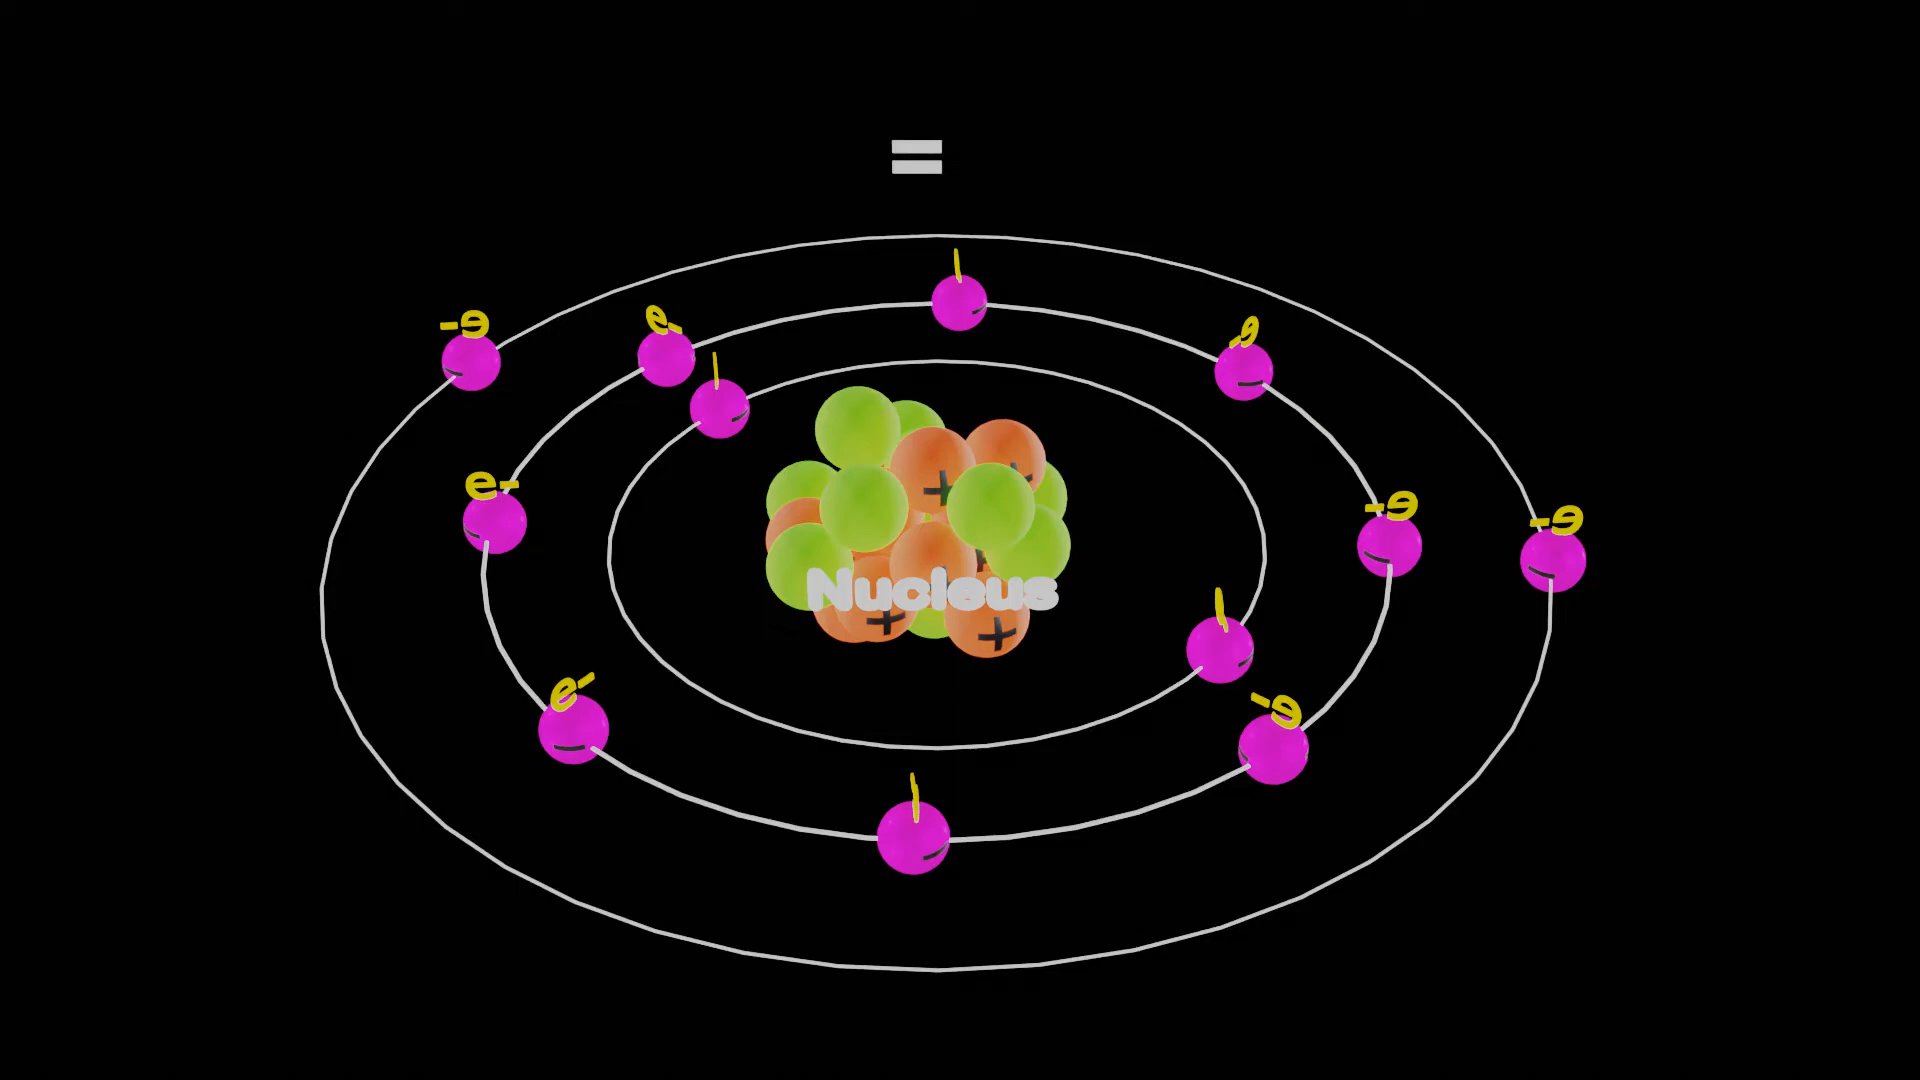 =
e-
e-
e-
e-
e-
e-
e-
e-
+
+
Nucleus
+
+